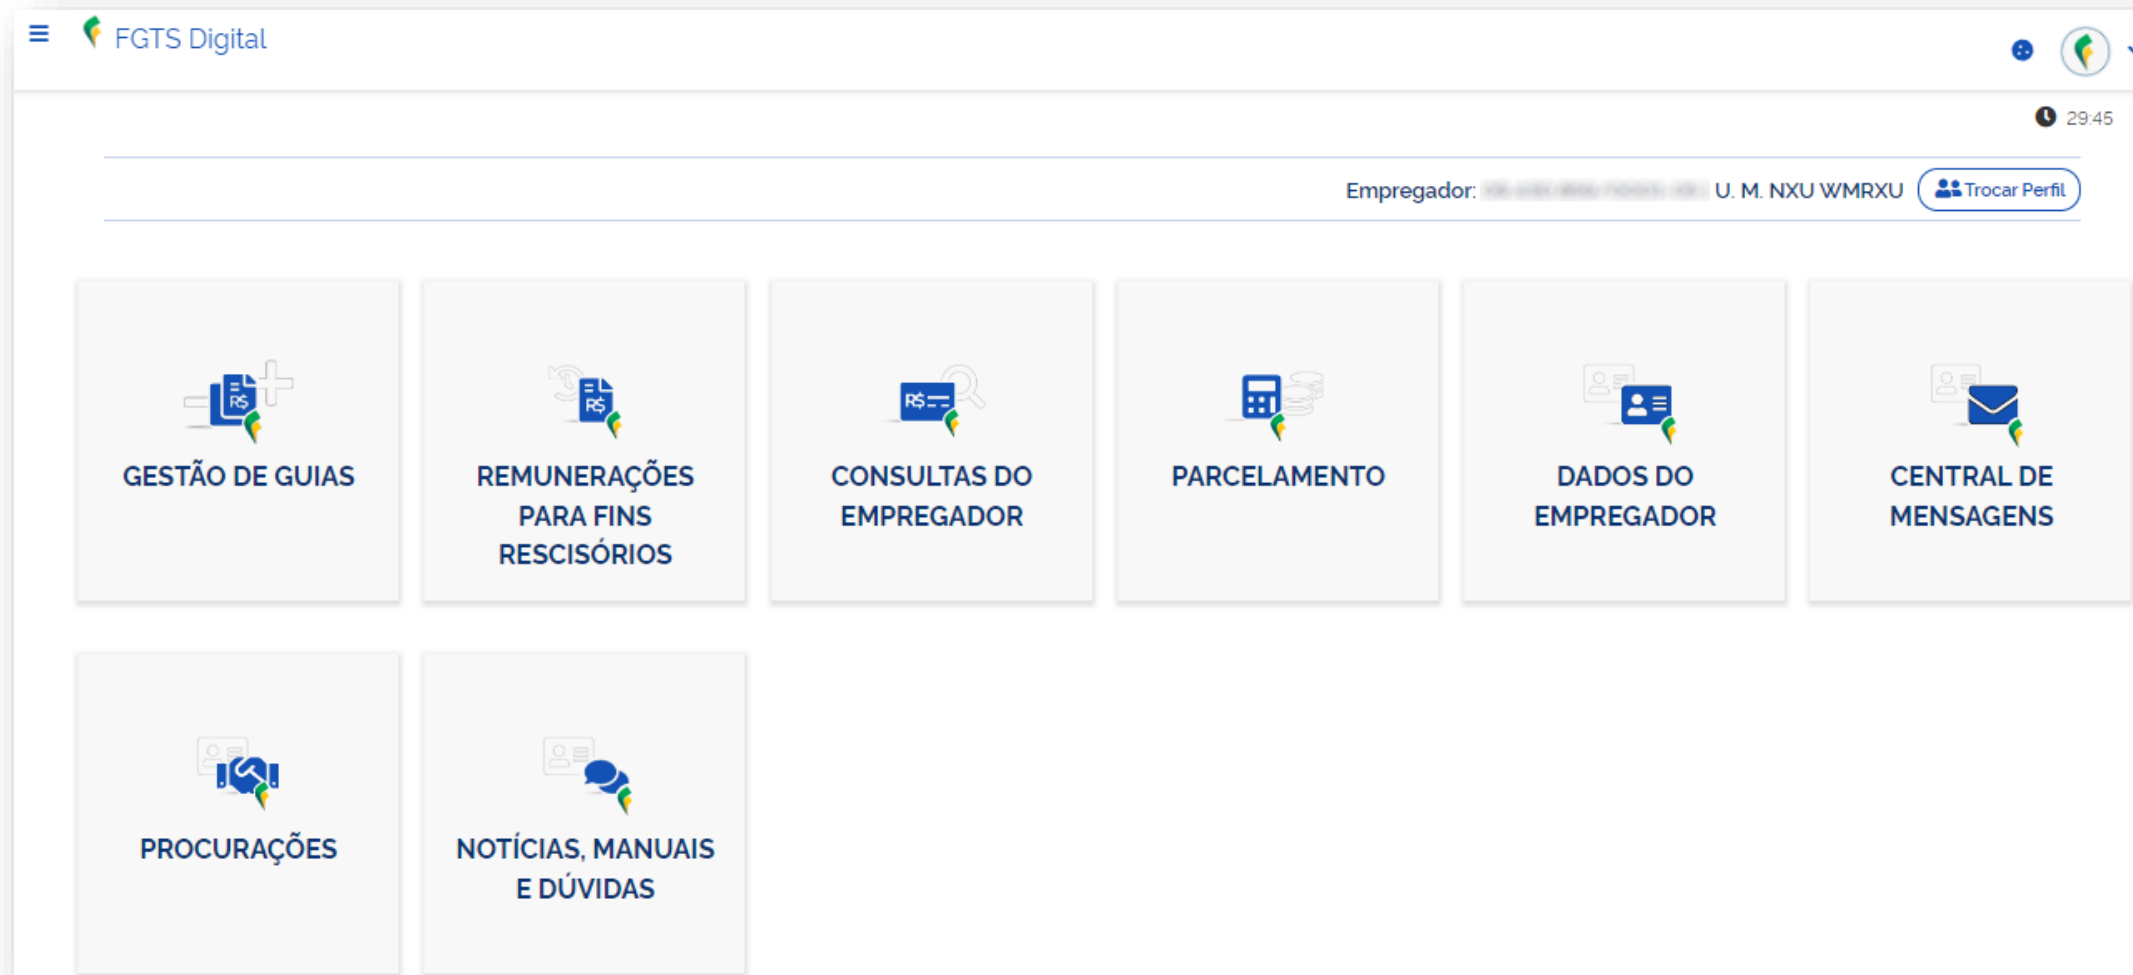 FGTS Digital
29:45
Empregador: U. M. NXU WMRXU Trocar Perfil
R$
R$
R$
GESTÃO DE GUIAS
REMUNERAÇÕES
PARA FINS
RESCISÓRIOS
CONSULTAS DO
EMPREGADOR
PARCELAMENTO
DADOS DO
EMPREGADOR
CENTRAL DE
MENSAGENS
PROCURAÇÕES
NOTÍCIAS, MANUAIS
E DÚVIDAS